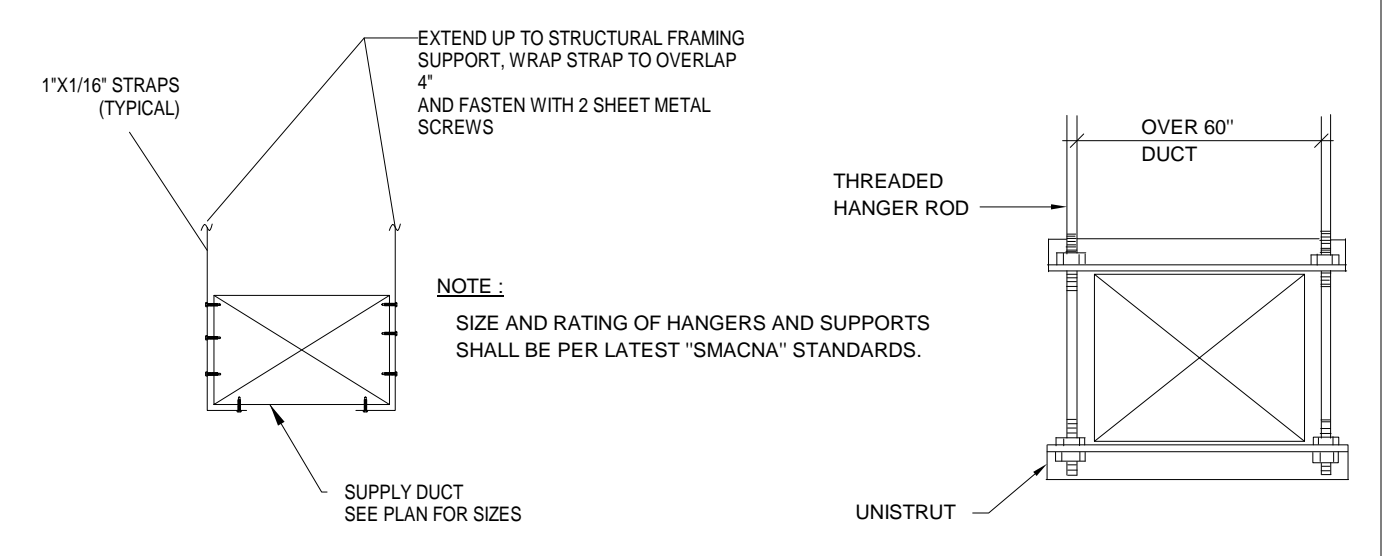 EXTEND UP TO STRUCTURAL FRAMING
SUPPORT, WRAP STRAP TO OVERLAP
4"
AND FASTEN WITH 2 SHEET METAL
SCREWS
1"X1/16" STRAPS
(TYPICAL)
OVER 60"
DUCT
THREADED
HANGER ROD
NOTE :
SIZE AND RATING OF HANGERS AND SUPPORTS
SHALL BE PER LATEST "SMACNA" STANDARDS.
SUPPLY DUCT
SEE PLAN FOR SIZES
UNISTRUT